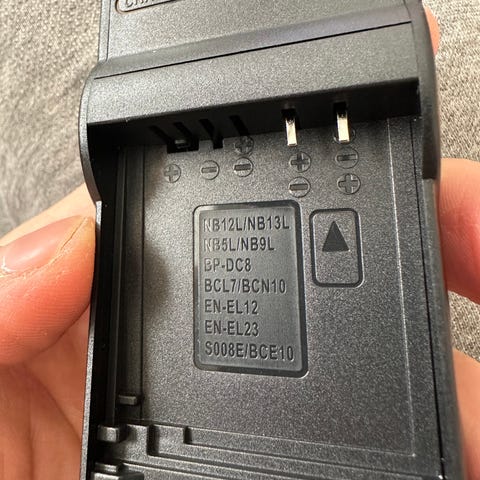 NB12L/NB13L
NB5L/NB9L
BP-DC8
BCL7/BCN10
EN-EL12
EN-EL23
S008E/BCE10